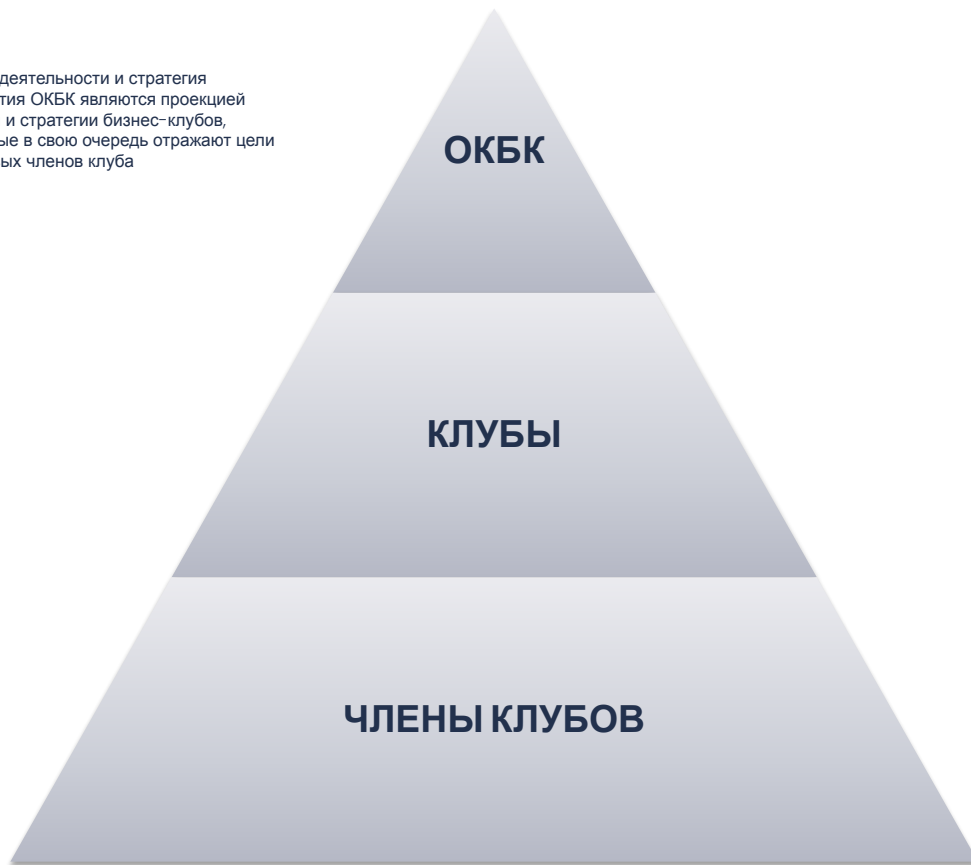 деятельности и стратегия
ОКБК являются проекцией
и стратегии бизнес-клубов,
в свою очередь отражают цели
членов клуба
ОКБК
КЛУБЫ
ЧЛЕНЫ КЛУБОВ